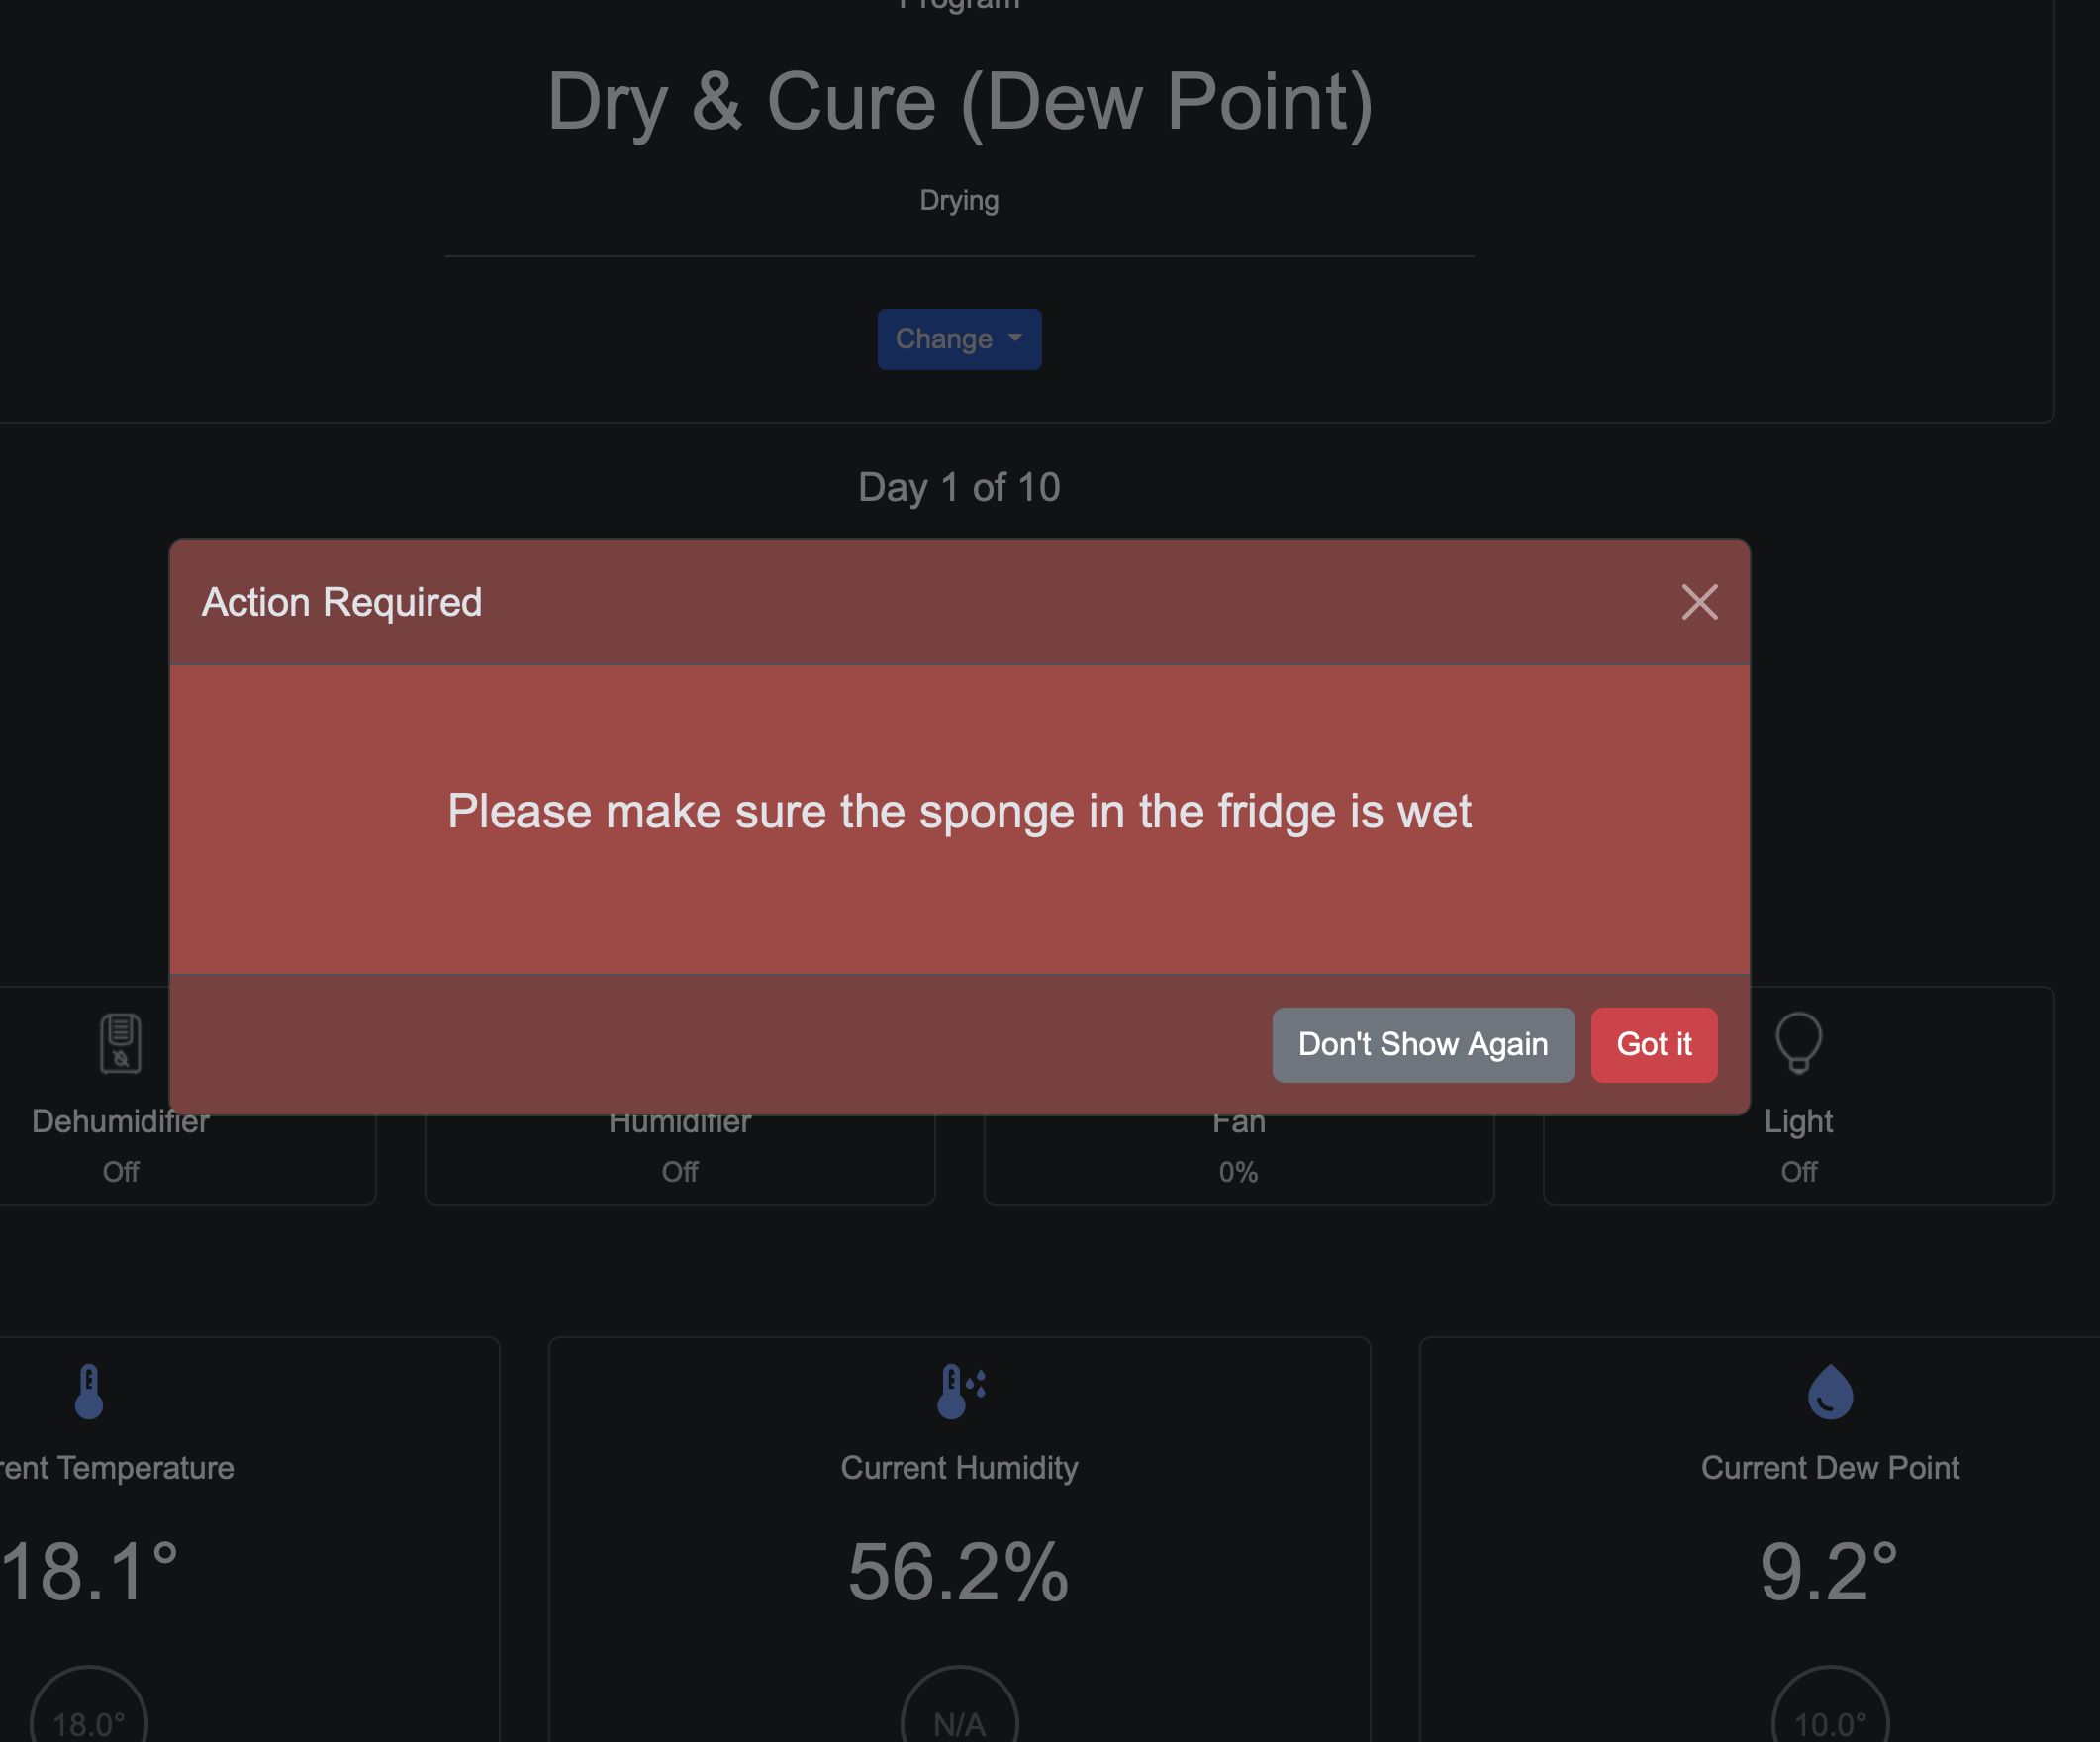 Program
Dry & Cure (Dew Point)
Drying
Change
Day 1 of 10
Action Required
Please make sure the sponge in the fridge is wet
Don't Show Again
Got it
Dehumidifier
Humidifier
Fan
Light
Off
Off
0%
Off
rent Temperature
Current Humidity
Current Dew Point
18.1°
56.2%
9.2°
18.0°
N/A
10.0°